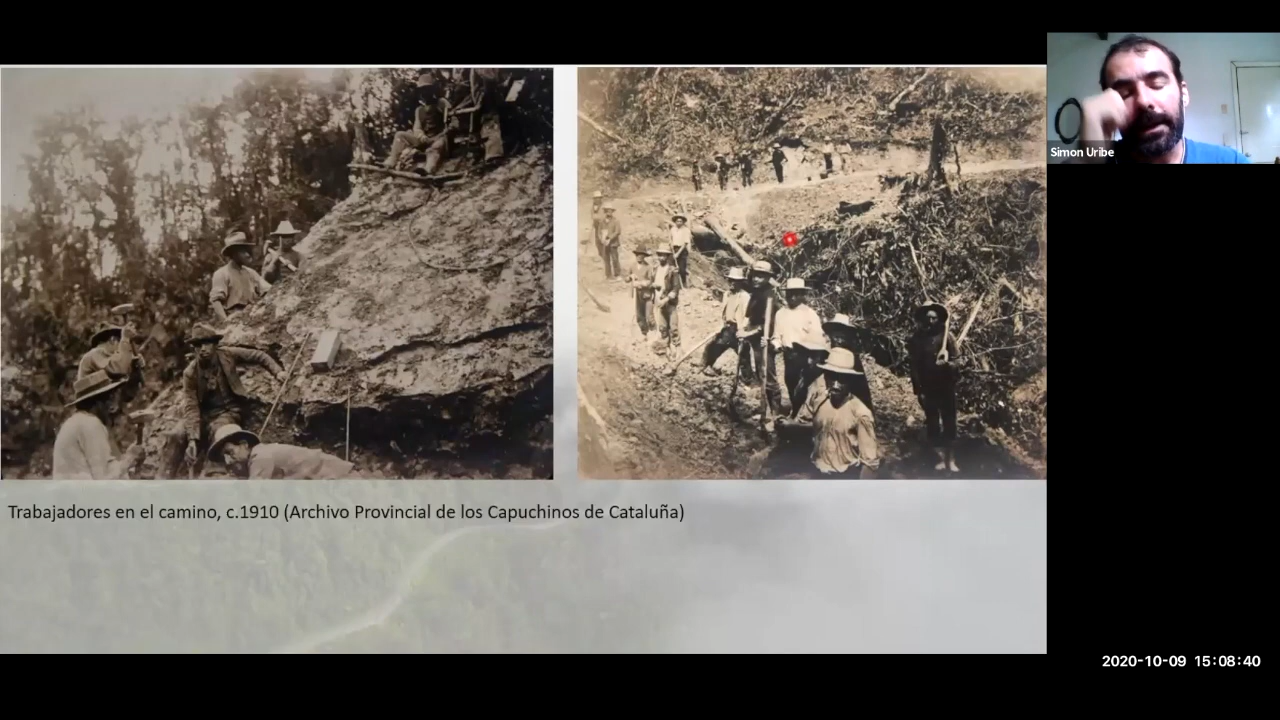 Simon Uribe
Trabajadores en el camino, c.1910 (Archivo Provincial de los Capuchinos de Cataluña)
2020-10-09 15:08:40